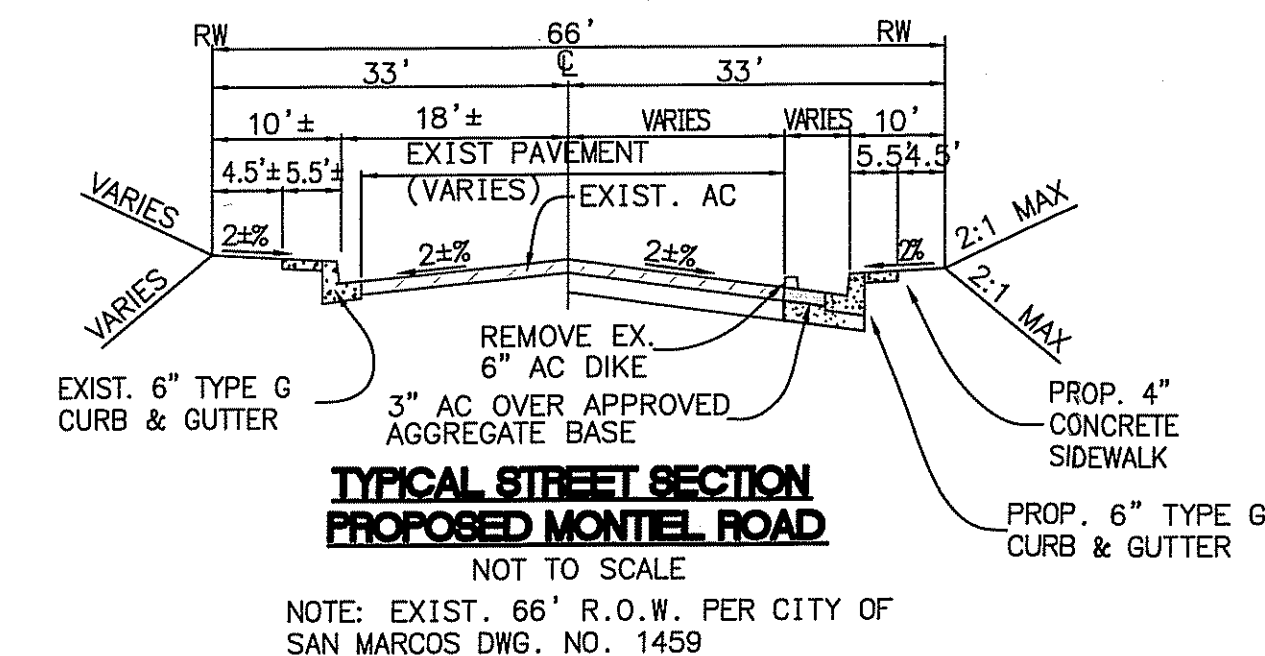 RW 66' RW
33' ℄ 33'
10'± 18'± VARIES VARIES 10'
4.5'± 5.5'± EXIST PAVEMENT 5.5' 4.5'
(VARIES) EXIST. AC
VARIES
VARIES
2±% 2±% 2±% 2%
2:1 MAX
2:1 MAX
REMOVE EX.
6" AC DIKE
EXIST. 6" TYPE G
CURB & GUTTER
3" AC OVER APPROVED
AGGREGATE BASE
PROP. 4"
CONCRETE
SIDEWALK
PROP. 6" TYPE G
CURB & GUTTER
TYPICAL STREET SECTION
PROPOSED MONTIEL ROAD
NOT TO SCALE
NOTE: EXIST. 66' R.O.W. PER CITY OF
SAN MARCOS DWG. NO. 1459